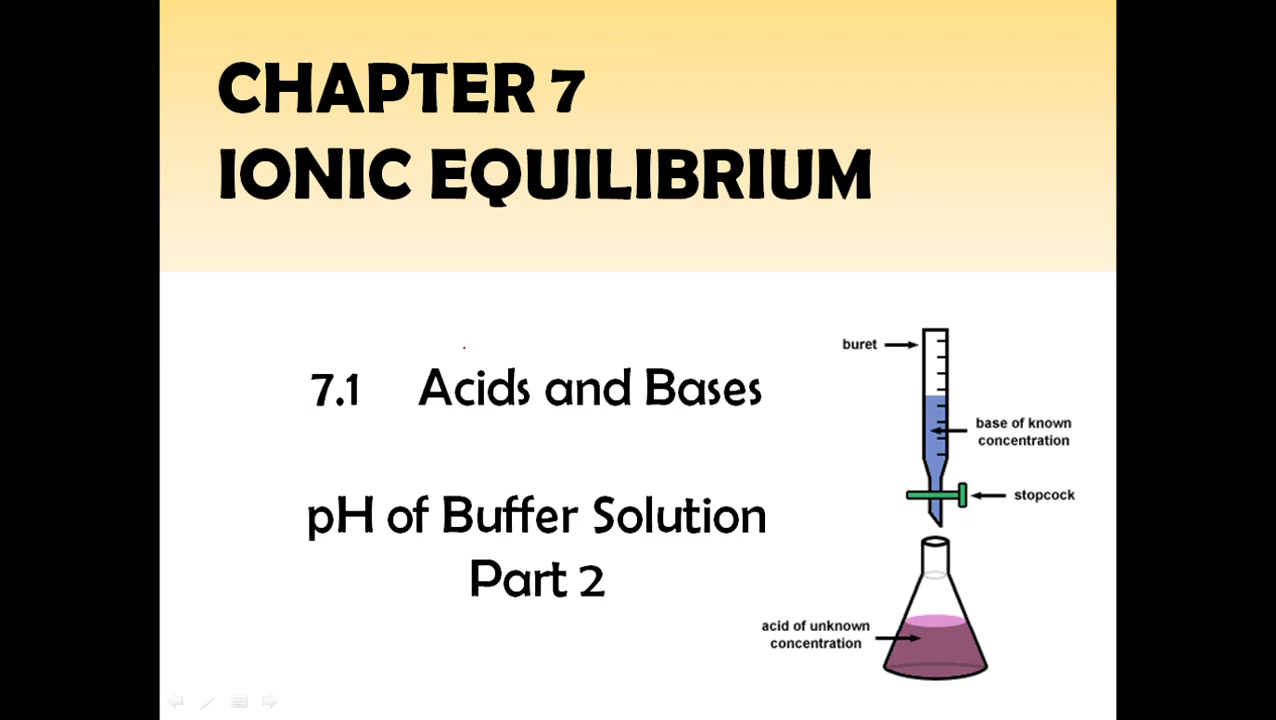 CHAPTER 7
IONIC EQUILIBRIUM
7.1 Acids and Bases
pH of Buffer Solution
Part 2
buret
base of known
concentration
stopcock
acid of unknown
concentration